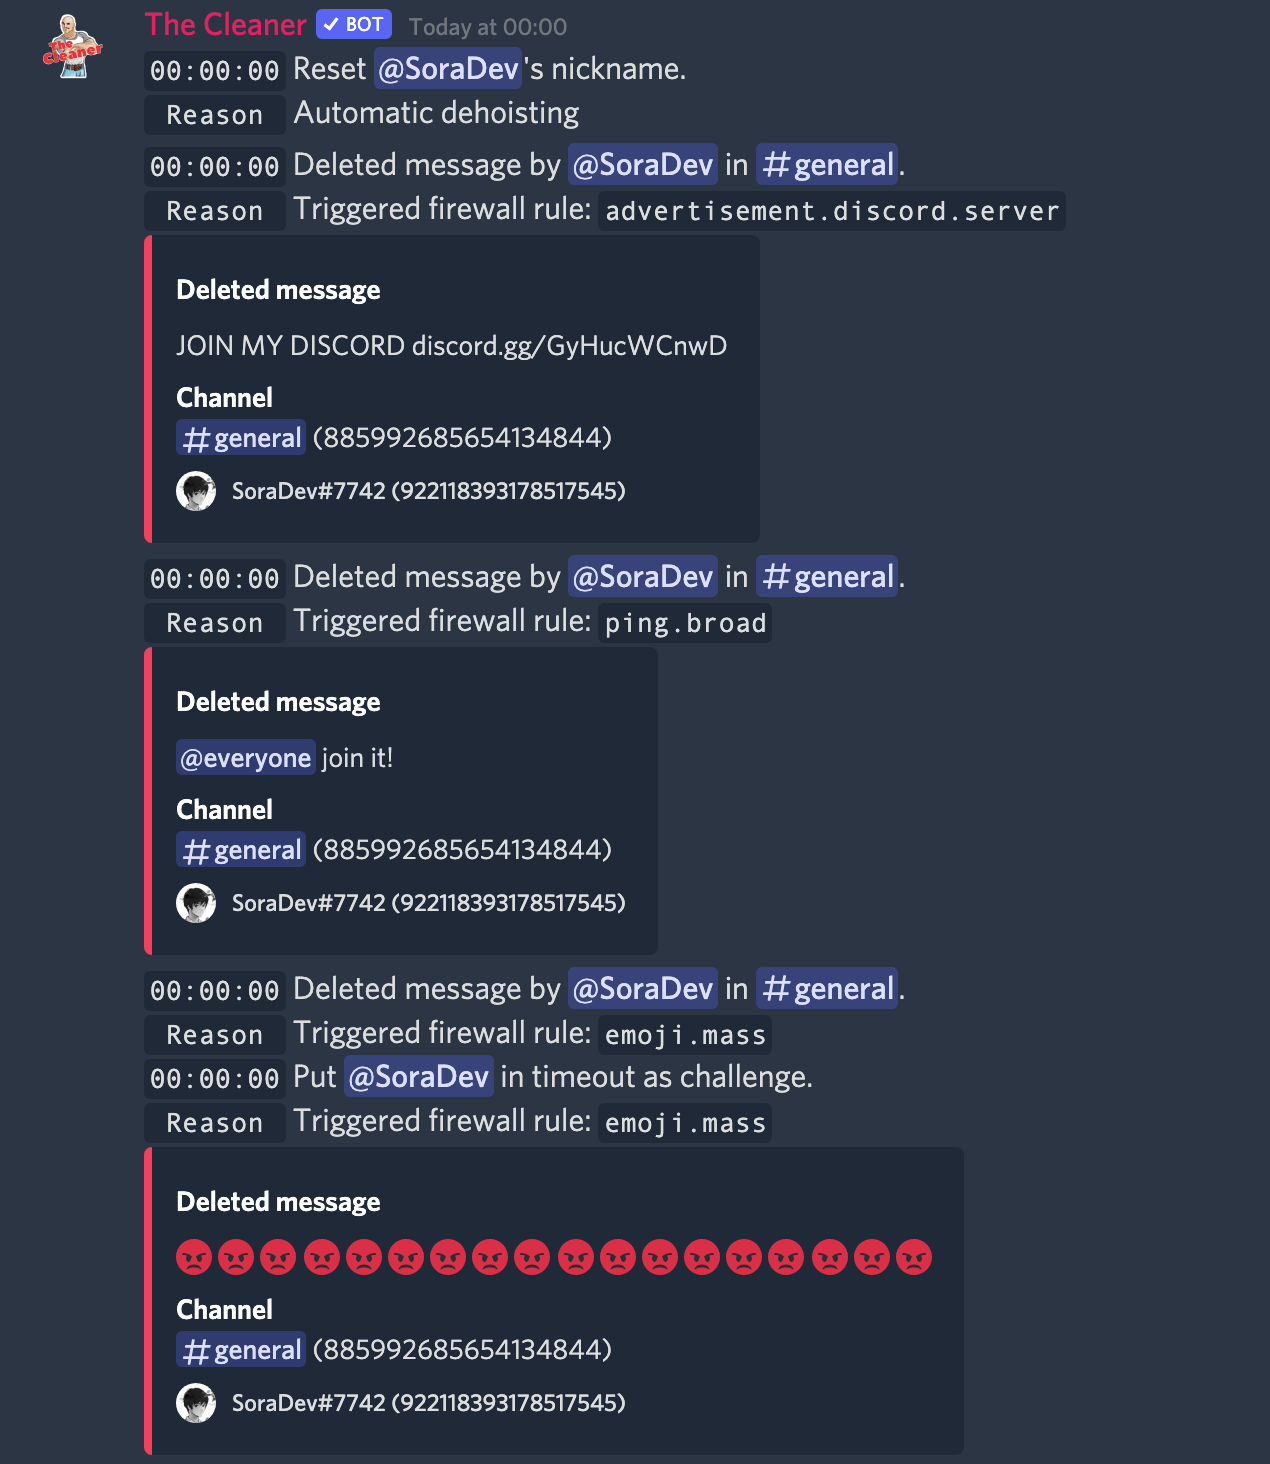 The Cleaner
The Cleaner BOT Today at 00:00
00:00:00 Reset @SoraDev's nickname.
Reason Automatic dehoisting
00:00:00 Deleted message by @SoraDev in #general.
Reason Triggered firewall rule: advertisement.discord.server
Deleted message
JOIN MY DISCORD discord.gg/GyHucWCnwD
Channel
#general (885992685654134844)
SoraDev#7742 (922118393178517545)
00:00:00 Deleted message by @SoraDev in #general.
Reason Triggered firewall rule: ping.broad
Deleted message
@everyone join it!
Channel
#general (885992685654134844)
SoraDev#7742 (922118393178517545)
00:00:00 Deleted message by @SoraDev in #general.
Reason Triggered firewall rule: emoji.mass
00:00:00 Put @SoraDev in timeout as challenge.
Reason Triggered firewall rule: emoji.mass
Deleted message
😡😡😡😡😡😡😡😡😡😡😡😡😡😡😡😡😡😡
Channel
#general (885992685654134844)
SoraDev#7742 (922118393178517545)